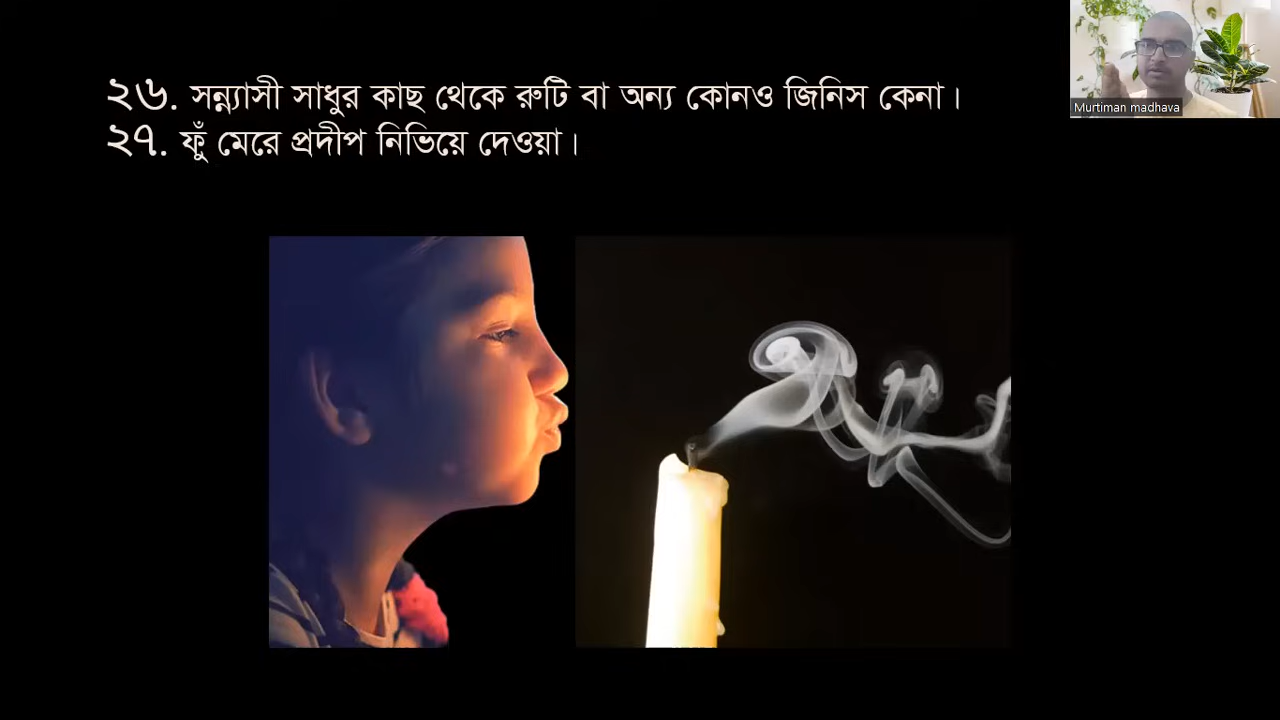 ২৬. সন্ন্যাসী সাধুর কাছ থেকে রুটি বা অন্য কোনও জিনিস কেনা।
২৭. ফুঁ মেরে প্রদীপ নিভিয়ে দেওয়া।
Murtiman madhava